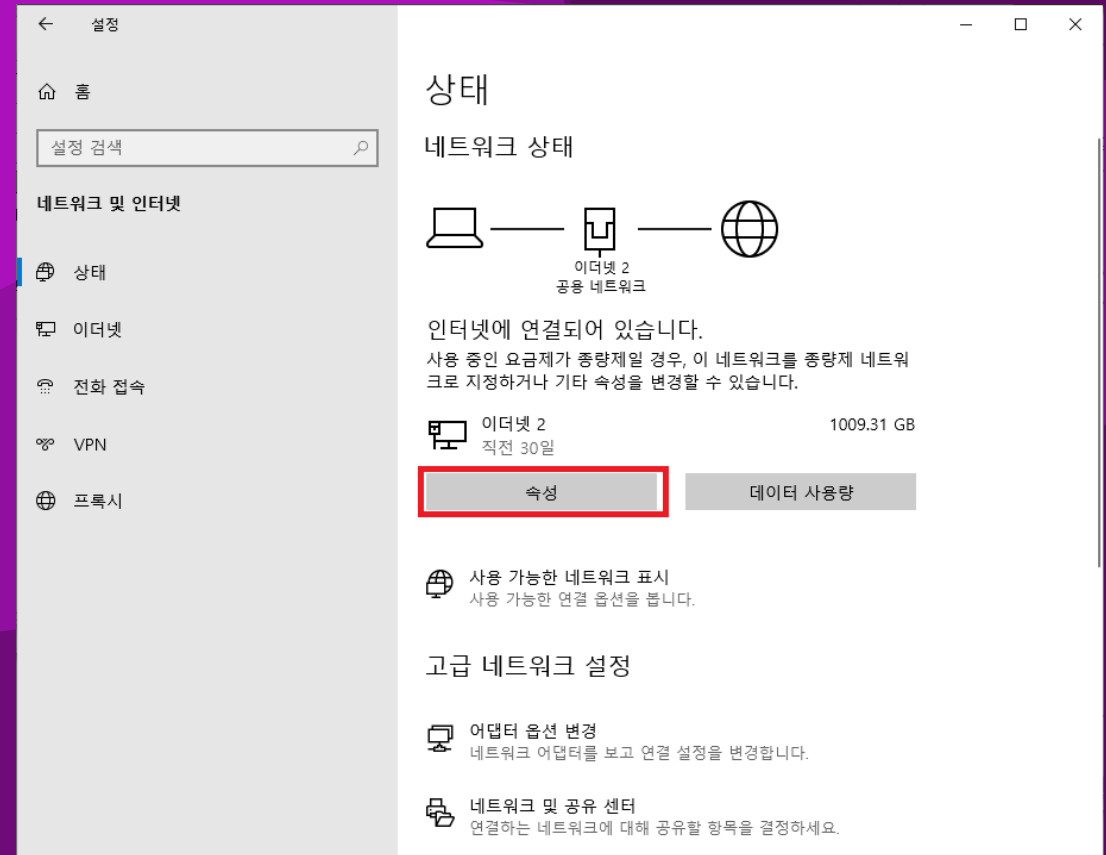 설정
홈
설정 검색
네트워크 및 인터넷
상태
이더넷
전화 접속
VPN
프록시
상태
네트워크 상태
이더넷 2
공용 네트워크
인터넷에 연결되어 있습니다.
사용 중인 요금제가 종량제일 경우, 이 네트워크를 종량제 네트워
크로 지정하거나 기타 속성을 변경할 수 있습니다.
이더넷 2 1009.31 GB
직전 30일
속성 데이터 사용량
사용 가능한 네트워크 표시
사용 가능한 연결 옵션을 봅니다.
고급 네트워크 설정
어댑터 옵션 변경
네트워크 어댑터를 보고 연결 설정을 변경합니다.
네트워크 및 공유 센터
연결하는 네트워크에 대해 공유할 항목을 결정하세요.